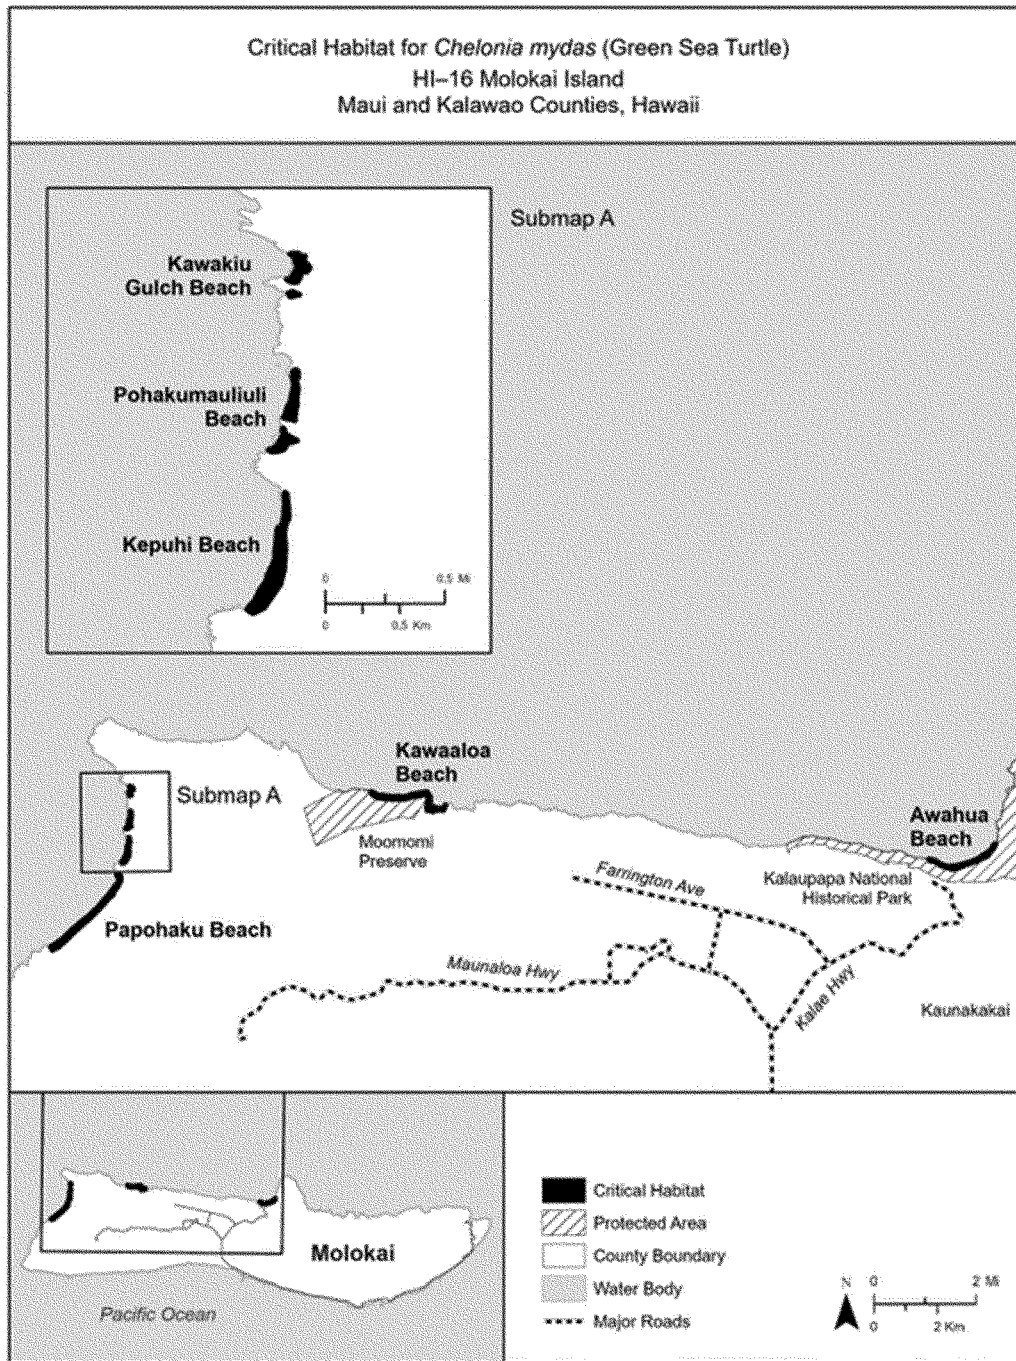 Critical Habitat for Chelonia mydas (Green Sea Turtle)
HI–16 Molokai Island
Maui and Kalawao Counties, Hawaii
Submap A
Kawakiu
Gulch Beach
Pohakumauliuli
Beach
Kepuhi Beach
0 0.5 Mi
0 0.5 Km
Kawaaloa
Beach
Submap A
Awahua
Beach
Moomomi
Preserve
Farrington Ave
Kalaupapa National
Historical Park
Papohaku Beach
Maunaloa Hwy
Kalae Hwy
Kaunakakai
Molokai
Pacific Ocean
Critical Habitat
Protected Area
County Boundary
Water Body
Major Roads
N
0 2 Mi
0 2 Km